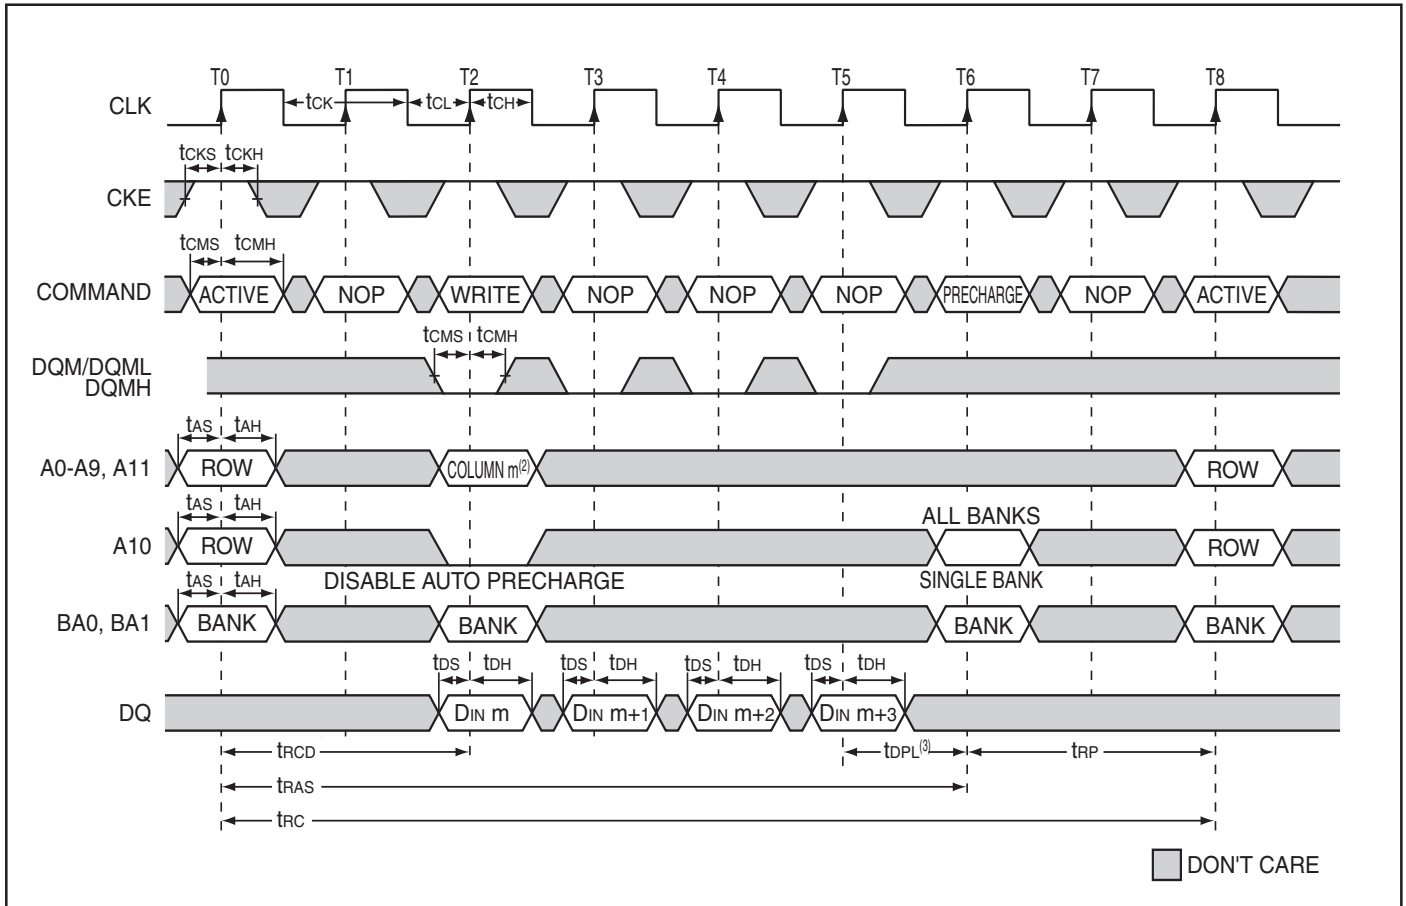 T0 T1 T2 T3 T4 T5 T6 T7 T8
CLK tCK tCL tCH
tCKS tCKH
CKE
tCMS tCMH
COMMAND ACTIVE NOP WRITE NOP NOP NOP PRECHARGE NOP ACTIVE
tCMS tCMH
DQM/DQML
DQMH
tAS tAH
A0-A9, A11 ROW COLUMN m(2) ROW
tAS tAH ALL BANKS
A10 ROW ROW
DISABLE AUTO PRECHARGE SINGLE BANK
tAS tAH
BA0, BA1 BANK BANK BANK BANK
tDS tDH tDS tDH tDS tDH tDS tDH
DQ DIN m DIN m+1 DIN m+2 DIN m+3
tRCD tDPL(3) tRP
tRAS
tRC
DON'T CARE